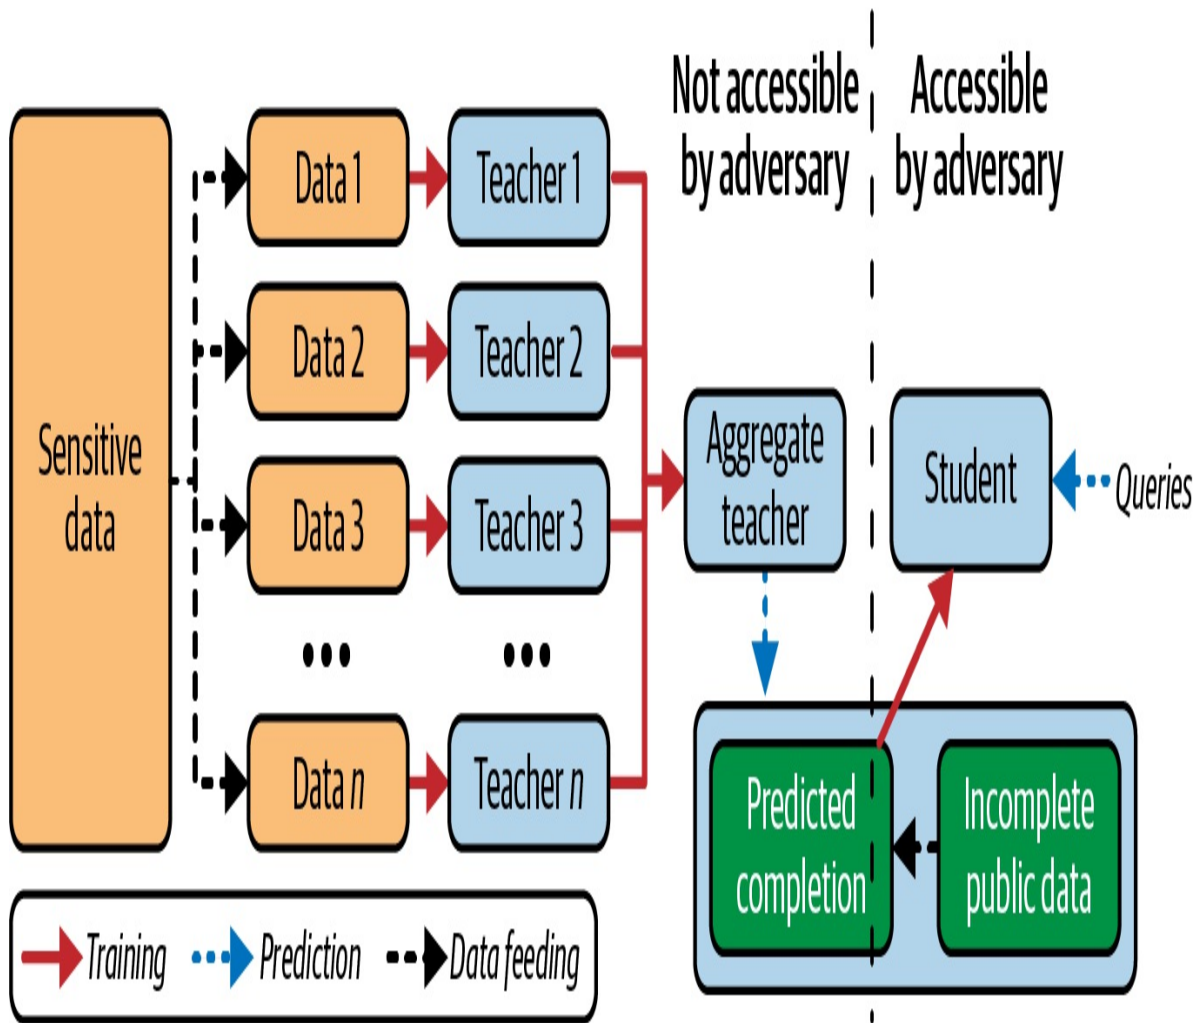 Not accessible
by adversary
Accessible
by adversary
Sensitive
data
Data 1
Teacher 1
Data 2
Teacher 2
Data 3
Teacher 3
•••
•••
Data n
Teacher n
Aggregate
teacher
Student
Queries
Predicted
completion
Incomplete
public data
Training
Prediction
Data feeding